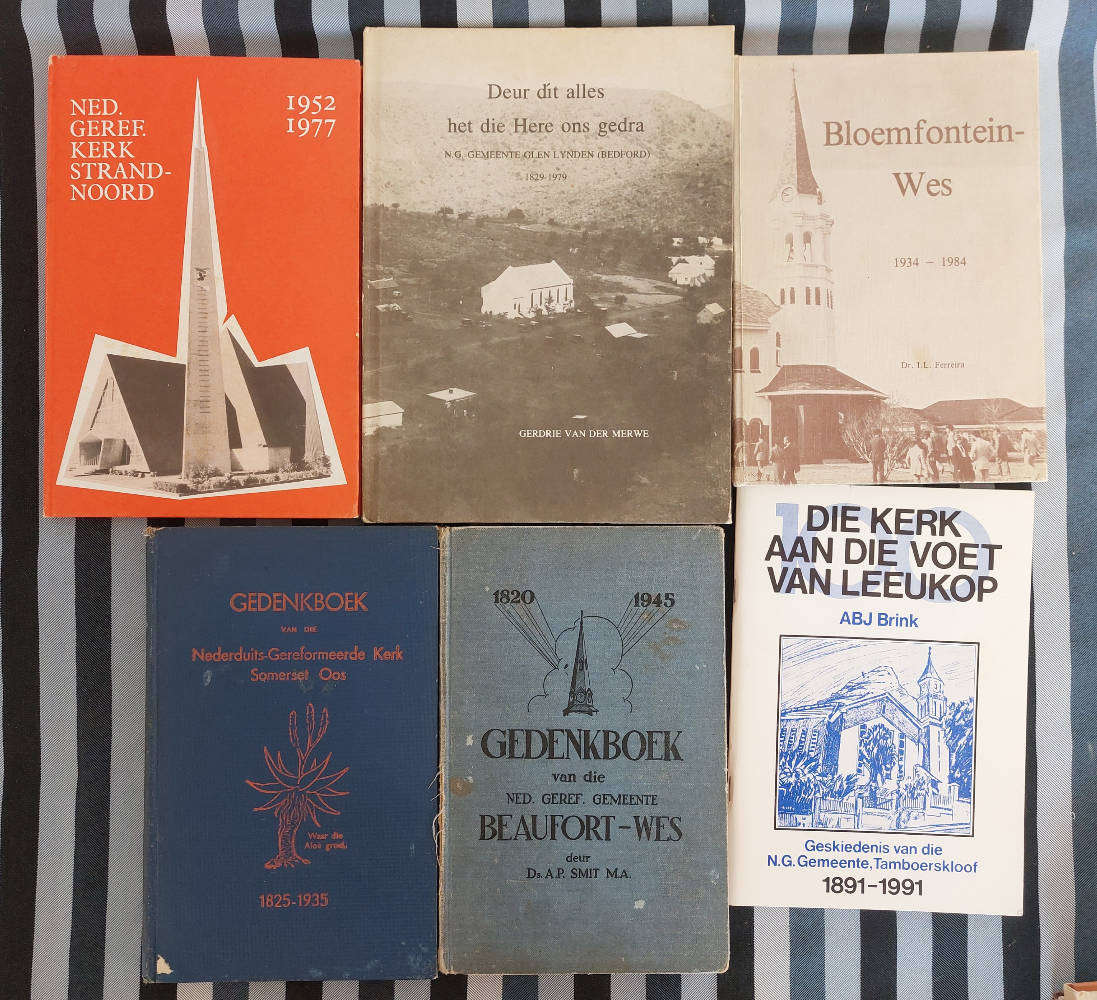 NED.
GEREF.
KERK
STRAND-
NOORD
1952
1977
Deur dit alles
het die Here ons gedra
N.G. GEMEENTE GLEN LYNDEN (BEDFORD)
1829-1979
GERDRIE VAN DER MERWE
Bloemfontein-
Wes
1934 – 1984
Dr. I.L. Ferreira
GEDENKBOEK
VAN DIE
Nederduits-Gereformeerde Kerk
Somerset Oos
Waar die
Aloë groei.
1825-1935
1820 1945
GEDENKBOEK
van die
NED. GEREF. GEMEENTE
BEAUFORT-WES
deur
Ds. A.P. SMIT M.A.
100
DIE KERK
AAN DIE VOET
VAN LEEUKOP
ABJ Brink
Geskiedenis van die
N.G. Gemeente, Tamboerskloof
1891-1991